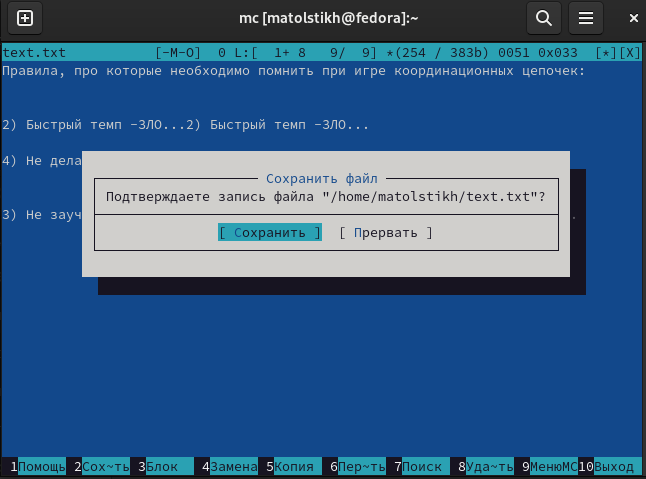 mc [matolstikh@fedora]:~
text.txt [-M-O] 0 L:[ 1+ 8 9/ 9] *(254 / 383b) 0051 0x033 [*][X]
Правила, про которые необходимо помнить при игре координационных цепочек:
2) Быстрый темп -ЗЛО...2) Быстрый темп -ЗЛО...
4) Не дела
Сохранить файл
Подтверждаете запись файла "/home/matolstikh/text.txt"?
3) Не зауч
[ Сохранить ] [ Прервать ]
1Помощь 2Сох~ть 3Блок 4Замена 5Копия 6Пер~ть 7Поиск 8Уда~ть 9МенюMC 10Выход